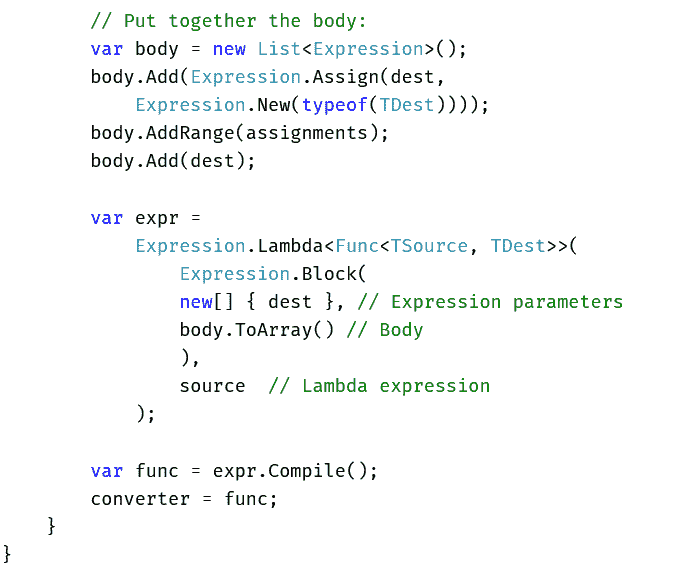 // Put together the body:
var body = new List<Expression>();
body.Add(Expression.Assign(dest,
Expression.New(typeof(TDest))));
body.AddRange(assignments);
body.Add(dest);
var expr =
Expression.Lambda<Func<TSource, TDest>>(
Expression.Block(
new[] { dest }, // Expression parameters
body.ToArray() // Body
),
source  // Lambda expression
);
var func = expr.Compile();
converter = func;
}
}